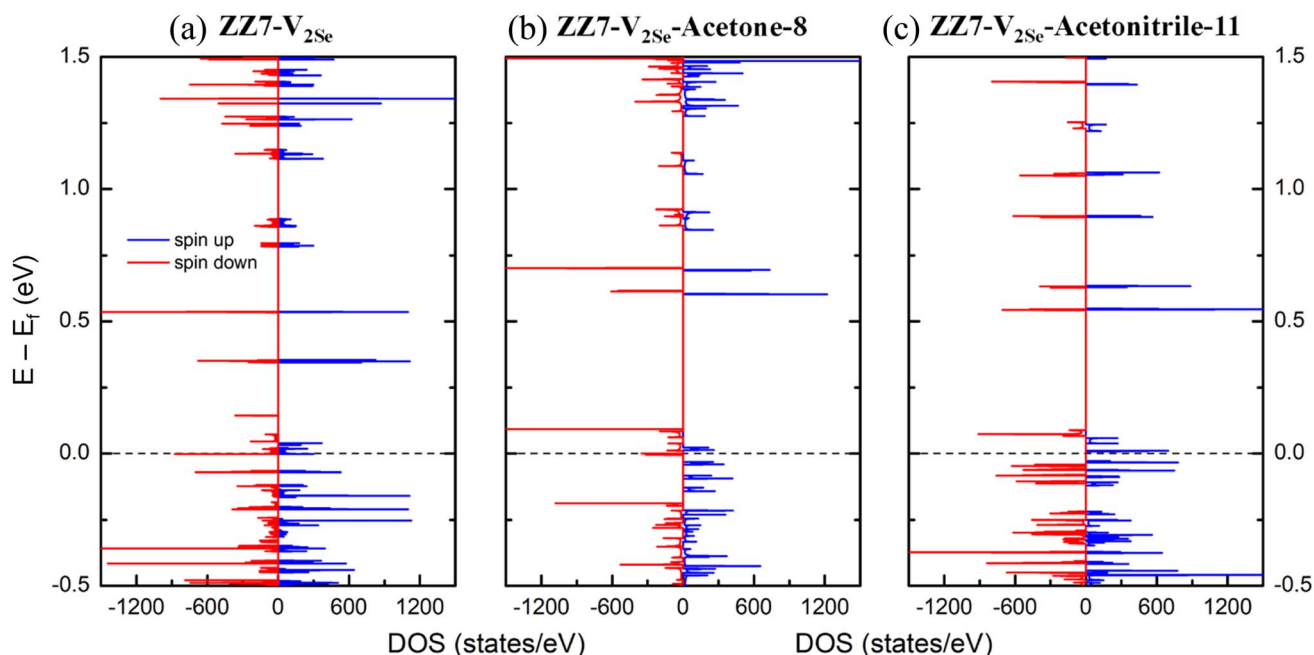 (a) ZZ7-V2Se
(b) ZZ7-V2Se-Acetone-8
(c) ZZ7-V2Se-Acetonitrile-11
1.5
1.0
0.5
0.0
-0.5
E – Ef (eV)
spin up
spin down
1.5
1.0
0.5
0.0
-0.5
-1200 -600 0 600 1200
-1200 -600 0 600 1200
-1200 -600 0 600 1200
DOS (states/eV)
DOS (states/eV)